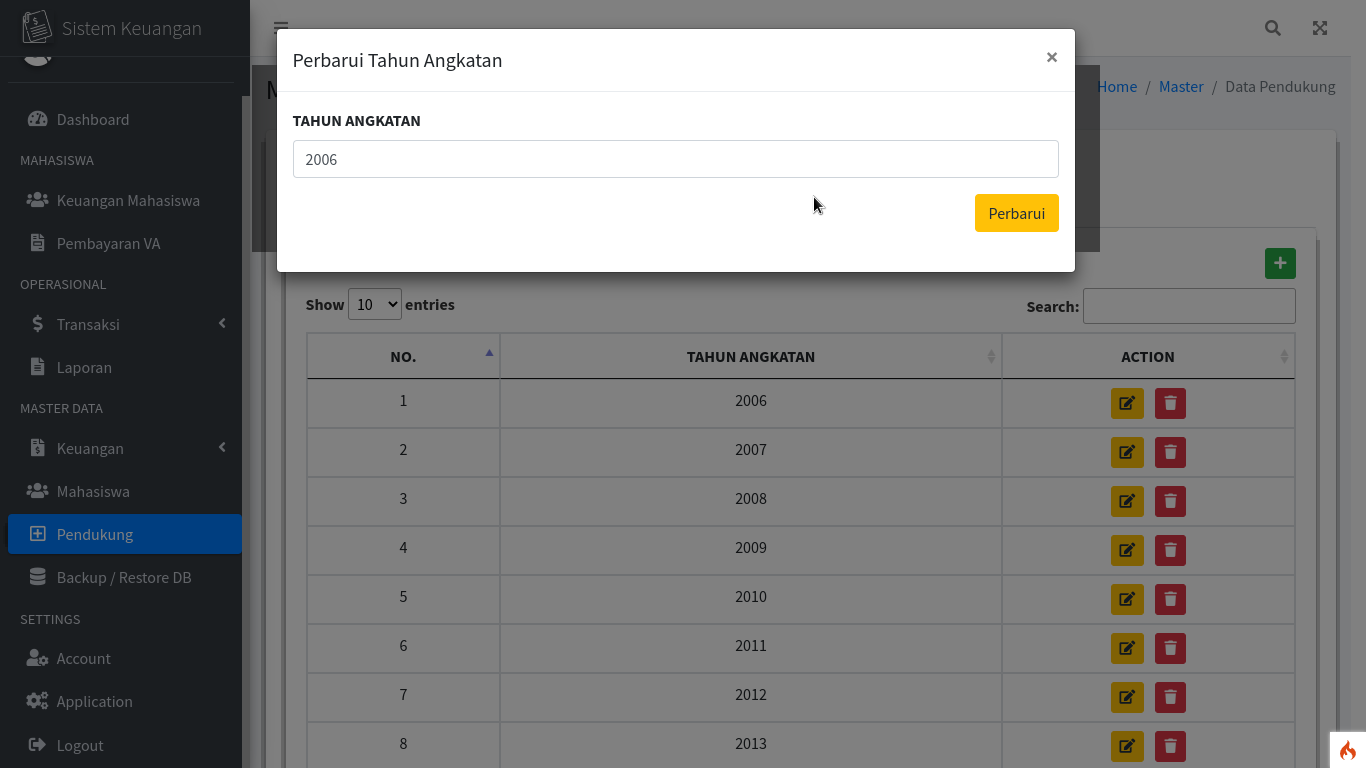 Sistem Keuangan
Perbarui Tahun Angkatan ×
Home / Master / Data Pendukung
TAHUN ANGKATAN
2006
Perbarui
Dashboard
MAHASISWA
Keuangan Mahasiswa
Pembayaran VA
OPERASIONAL
Transaksi
Laporan
MASTER DATA
Keuangan
Mahasiswa
Pendukung
Backup / Restore DB
SETTINGS
Account
Application
Logout
Show 10 entries
Search:
NO. TAHUN ANGKATAN ACTION
1 2006
2 2007
3 2008
4 2009
5 2010
6 2011
7 2012
8 2013